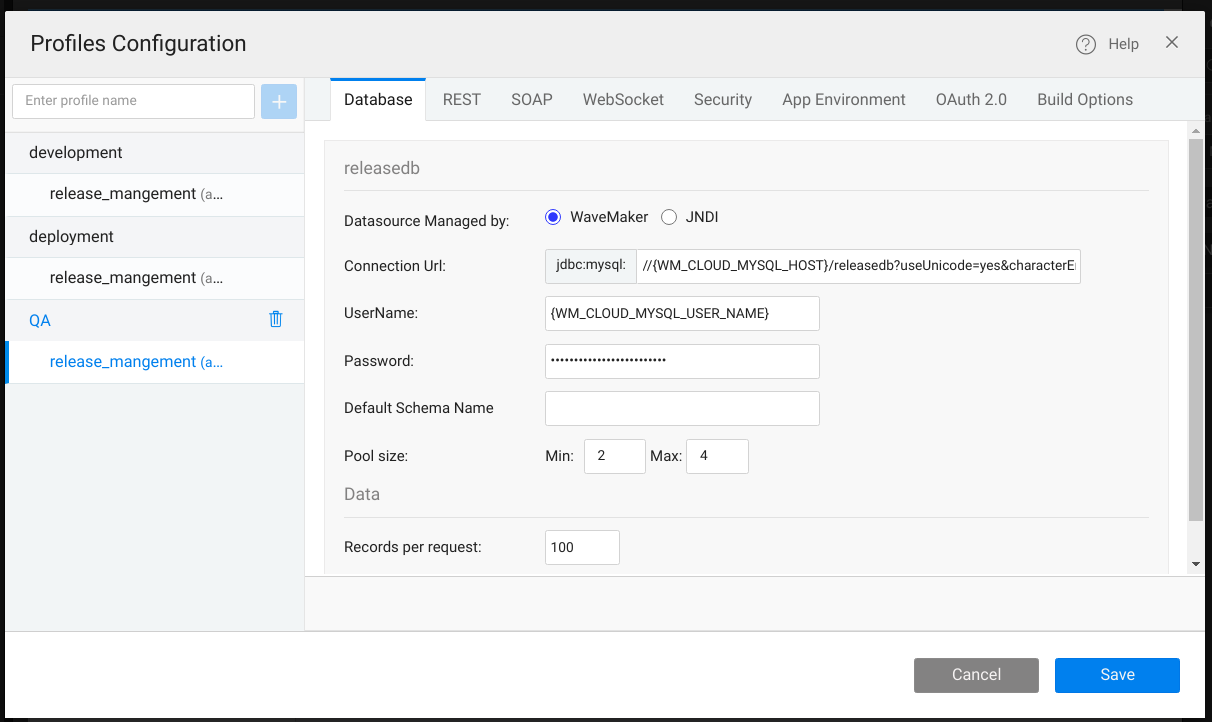 Profiles Configuration
? Help
Enter profile name
+
Database REST SOAP WebSocket Security App Environment OAuth 2.0 Build Options
development
release_mangement (a...
deployment
release_mangement (a...
QA
release_mangement (a...
releasedb
Datasource Managed by: WaveMaker JNDI
Connection Url: jdbc:mysql: //{WM_CLOUD_MYSQL_HOST}/releasedb?useUnicode=yes&characterE
UserName: {WM_CLOUD_MYSQL_USER_NAME}
Password: ••••••••••••••••••••••••
Default Schema Name
Pool size: Min: 2 Max: 4
Data
Records per request: 100
Cancel Save